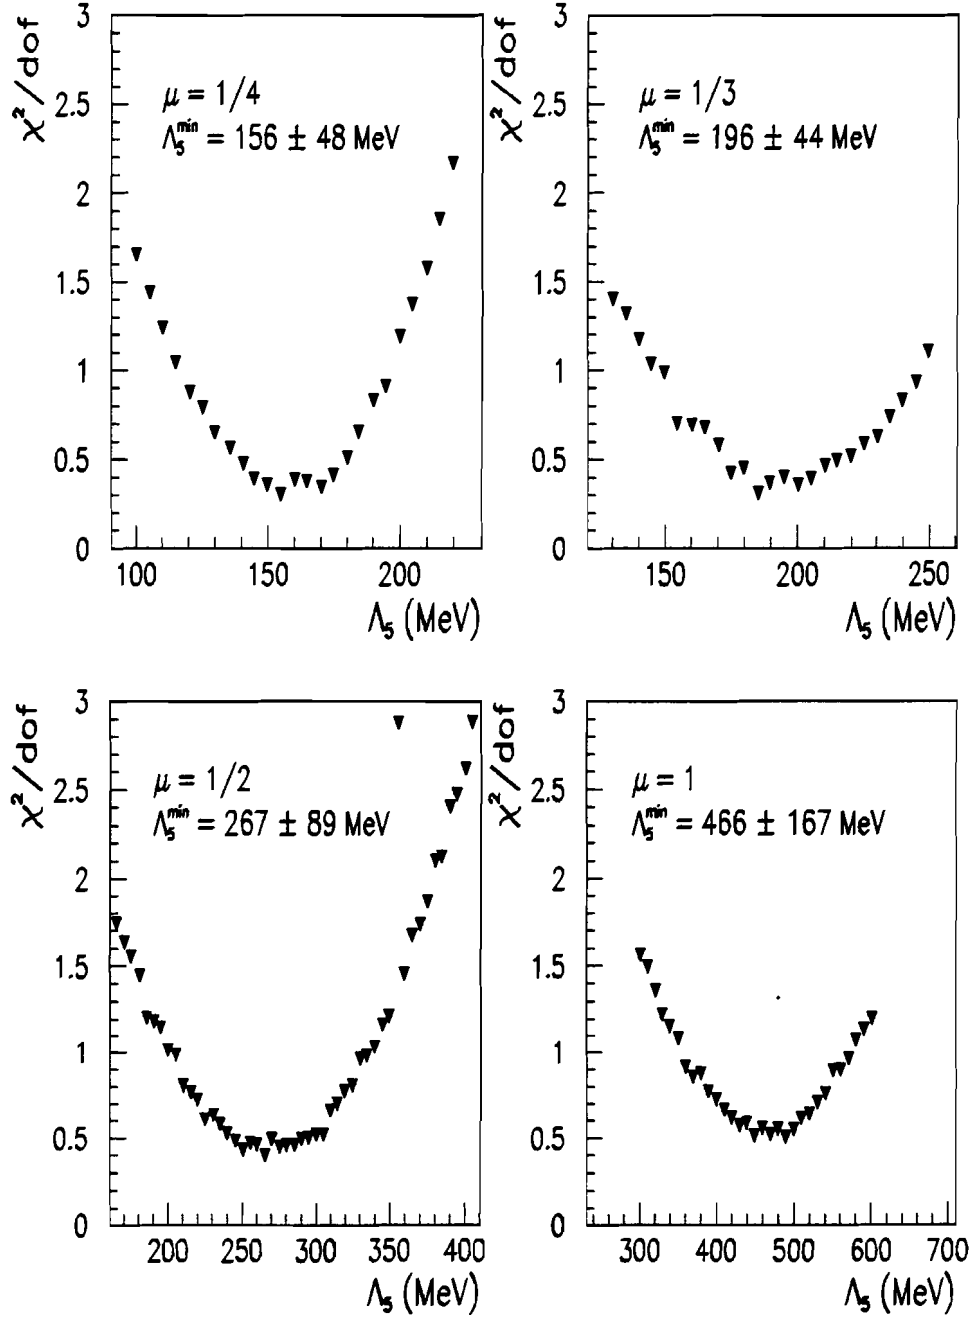 3
2.5
2
1.5
1
0.5
0
χ²/dof
μ = 1/4
Λ₅ᵐⁱⁿ = 156 ± 48 MeV
100 150 200
Λ₅ (MeV)
3
2.5
2
1.5
1
0.5
0
χ²/dof
μ = 1/3
Λ₅ᵐⁱⁿ = 196 ± 44 MeV
150 200 250
Λ₅ (MeV)
3
2.5
2
1.5
1
0.5
0
χ²/dof
μ = 1/2
Λ₅ᵐⁱⁿ = 267 ± 89 MeV
200 250 300 350 400
Λ₅ (MeV)
3
2.5
2
1.5
1
0.5
0
χ²/dof
μ = 1
Λ₅ᵐⁱⁿ = 466 ± 167 MeV
300 400 500 600 700
Λ₅ (MeV)